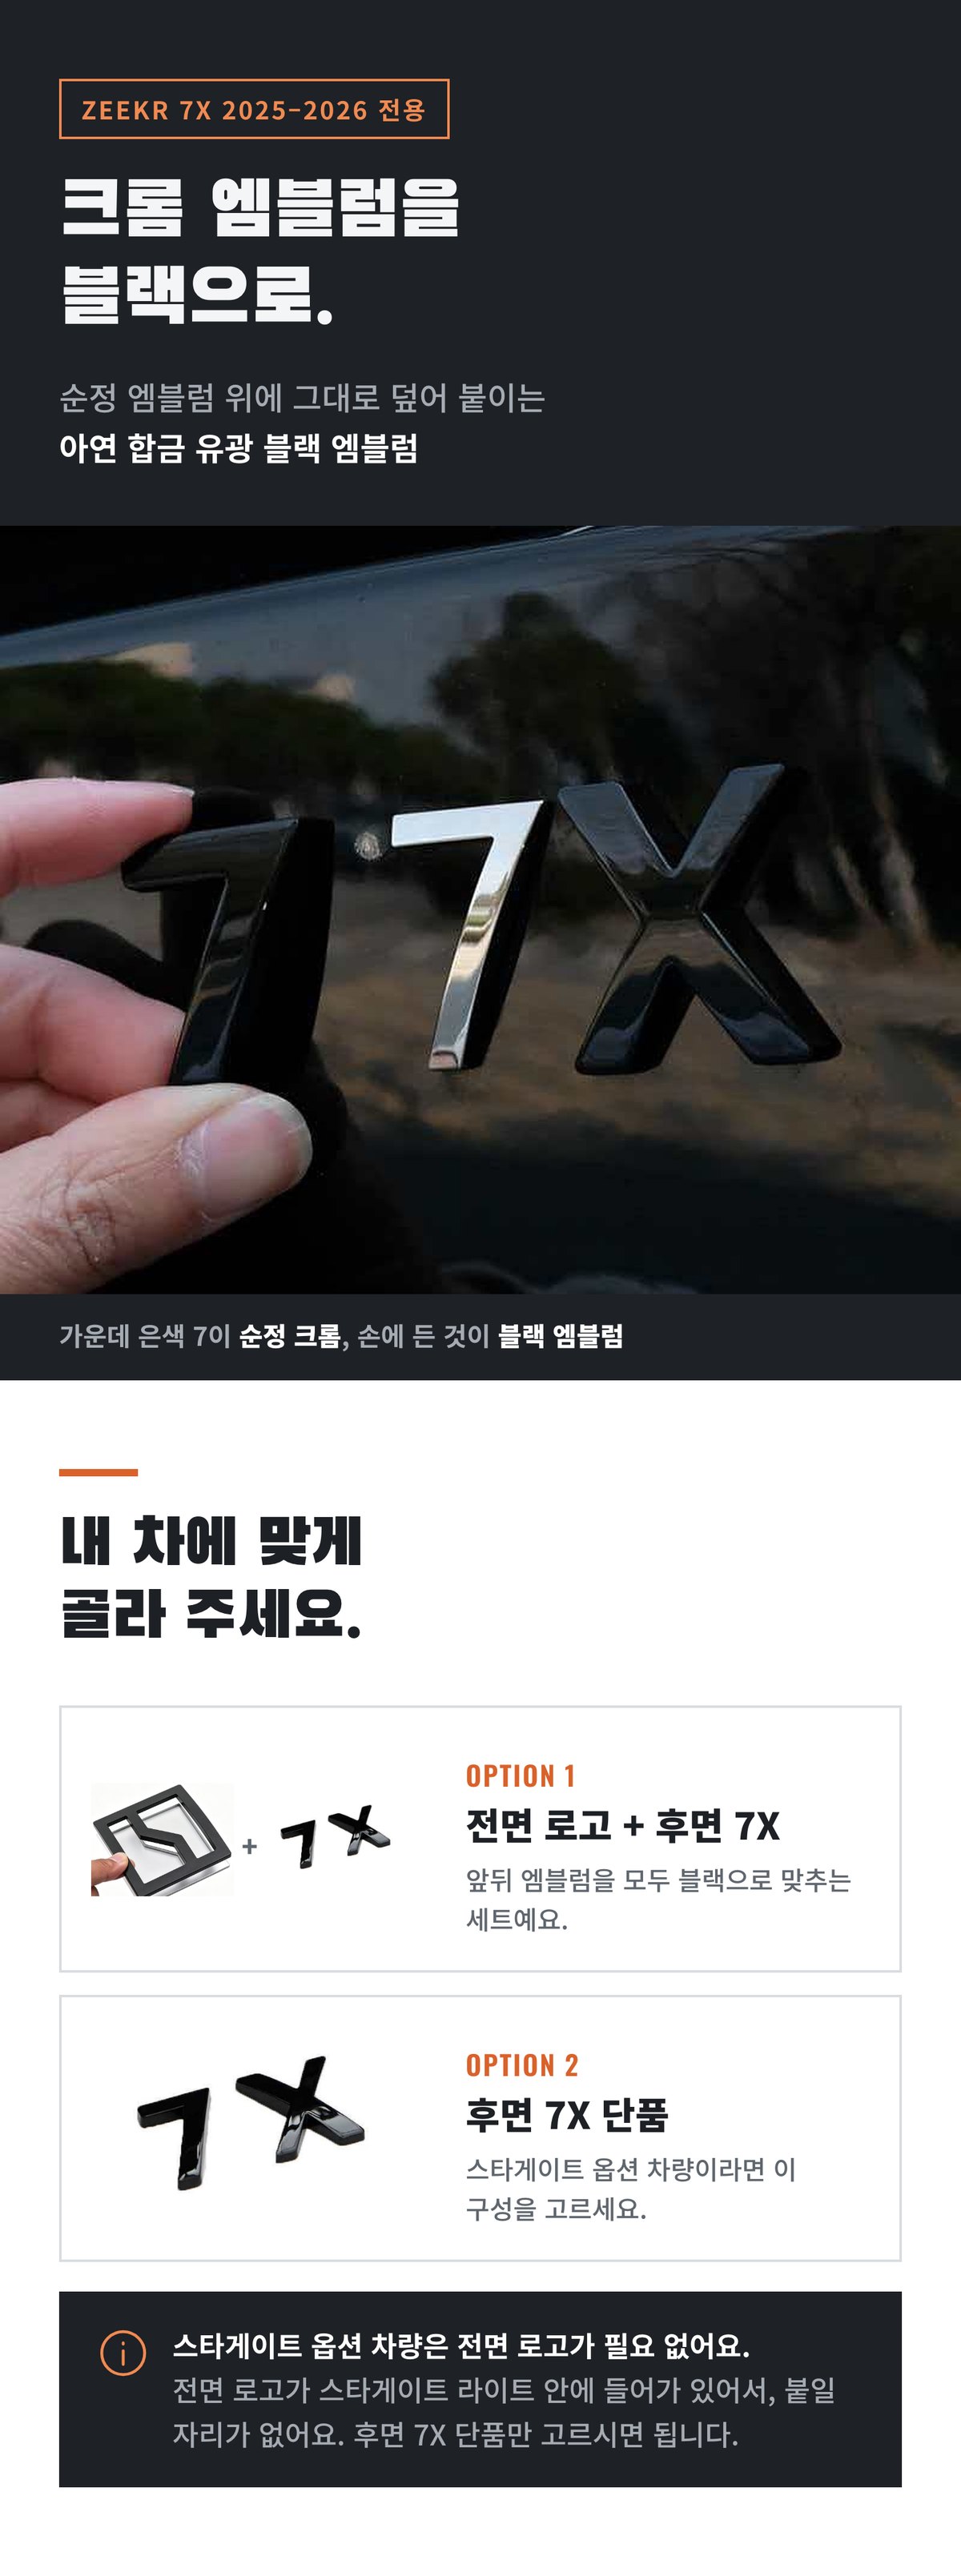 ZEEKR 7X 2025-2026 전용
크롬 엠블럼을
블랙으로.
순정 엠블럼 위에 그대로 덮어 붙이는
아연 합금 유광 블랙 엠블럼
7 7X
가운데 은색 7이 순정 크롬, 손에 든 것이 블랙 엠블럼
내 차에 맞게
골라 주세요.
+ 7X
OPTION 1
전면 로고 + 후면 7X
앞뒤 엠블럼을 모두 블랙으로 맞추는
세트예요.
7X
OPTION 2
후면 7X 단품
스타게이트 옵션 차량이라면 이
구성을 고르세요.
스타게이트 옵션 차량은 전면 로고가 필요 없어요.
전면 로고가 스타게이트 라이트 안에 들어가 있어서, 붙일
자리가 없어요. 후면 7X 단품만 고르시면 됩니다.